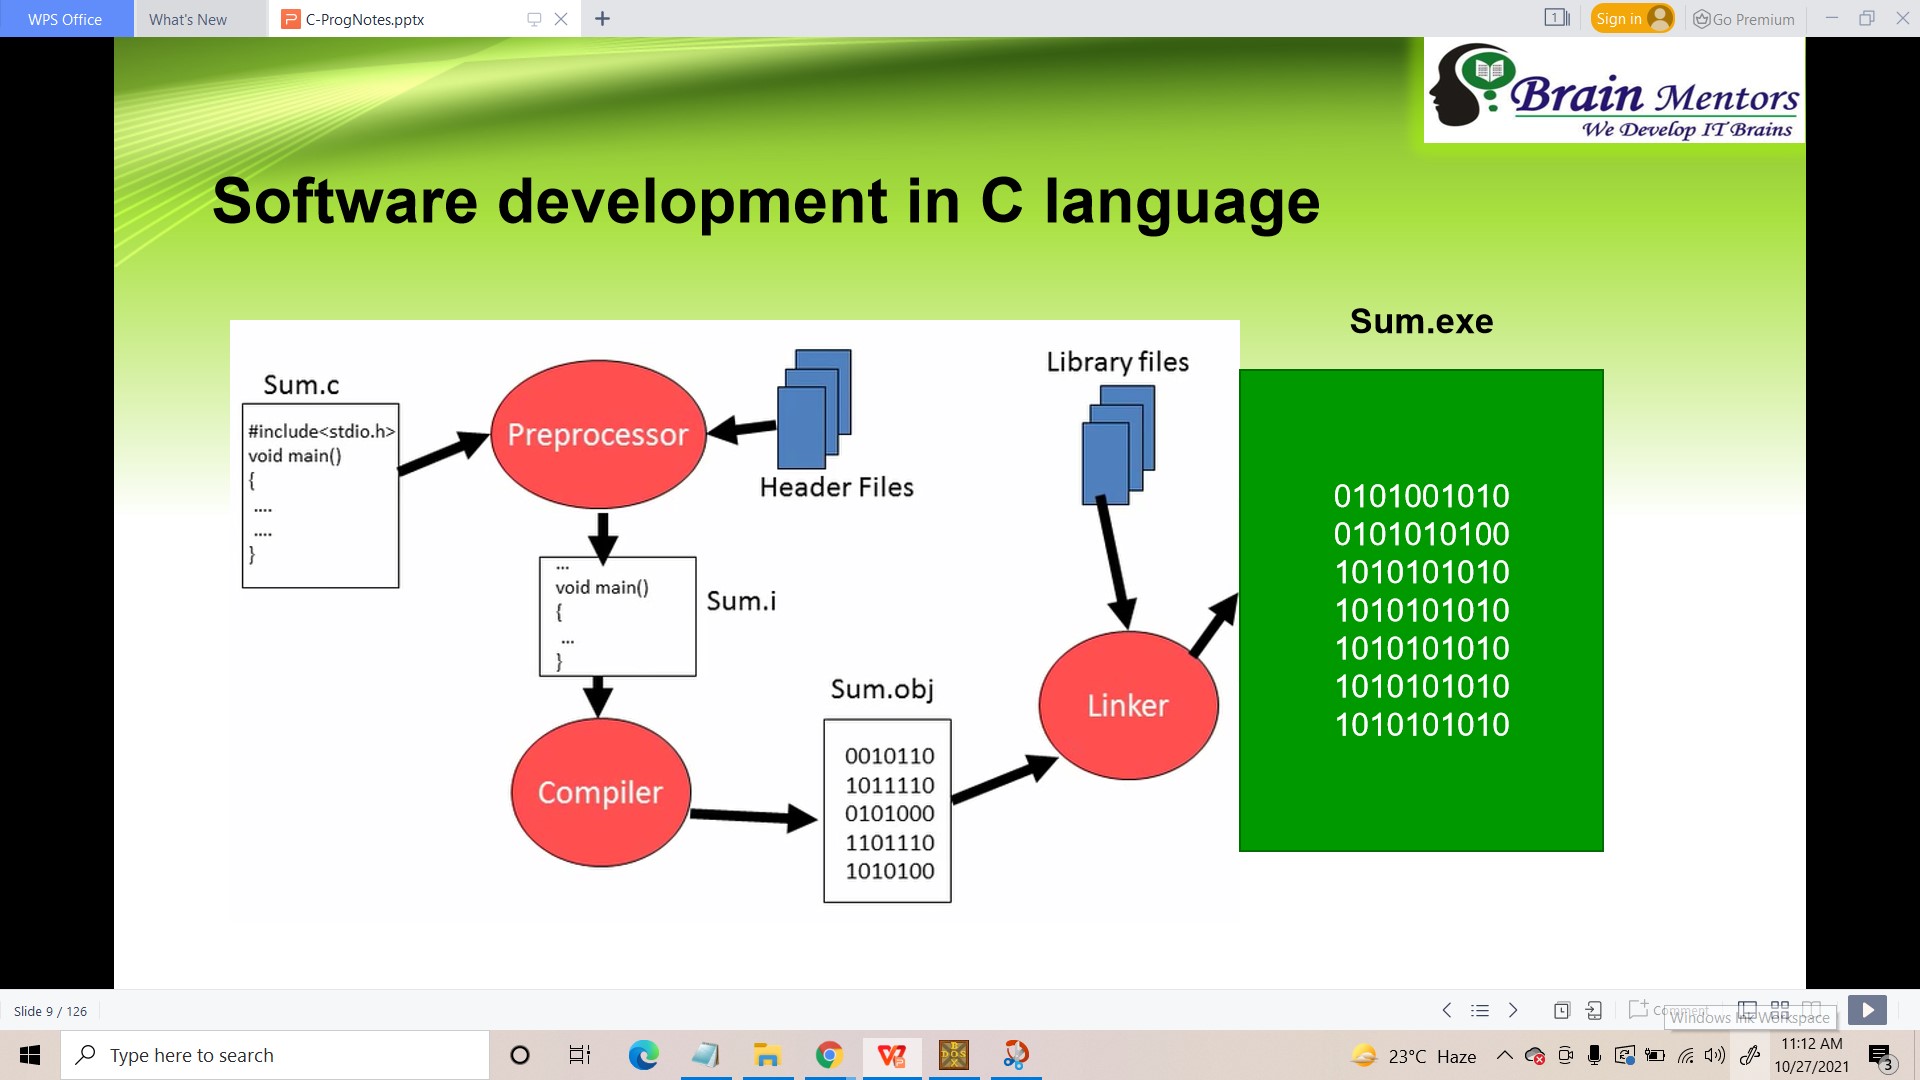 WPS Office
What's New
C-ProgNotes.pptx
1
Sign in
Go Premium
Brain Mentors
We Develop IT Brains
Software development in C language
Sum.exe
Library files
Sum.c
#include<stdio.h>
void main()
{
....
....
}
Preprocessor
Header Files
...
void main()
{
...
}
Sum.i
Compiler
Sum.obj
0010110
1011110
0101000
1101110
1010100
Linker
0101001010
0101010100
1010101010
1010101010
1010101010
1010101010
1010101010
Slide 9 / 126
Comment
Windows Ink Workspace
Type here to search
23°C Haze
11:12 AM
10/27/2021
3